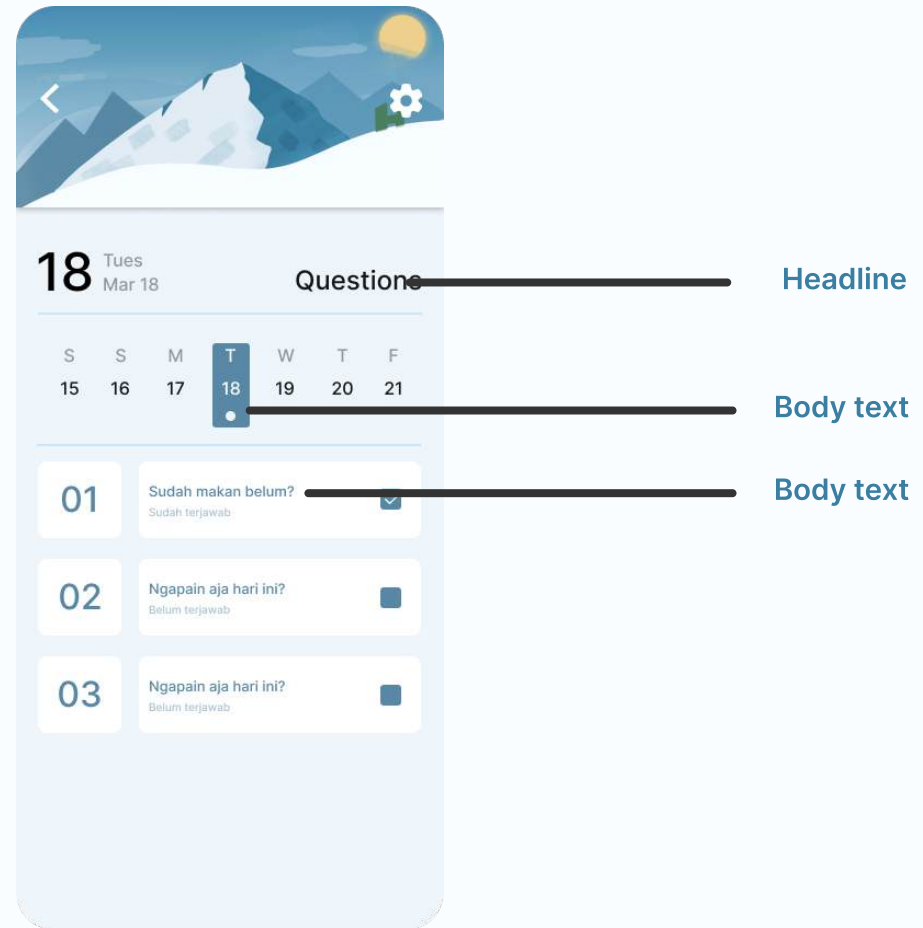 18
Tues
Mar 18
Questions
Headline
S S M T W T F
15 16 17 18 19 20 21
Body text
01
Sudah makan belum?
Sudah terjawab
Body text
02
Ngapain aja hari ini?
Belum terjawab
03
Ngapain aja hari ini?
Belum terjawab